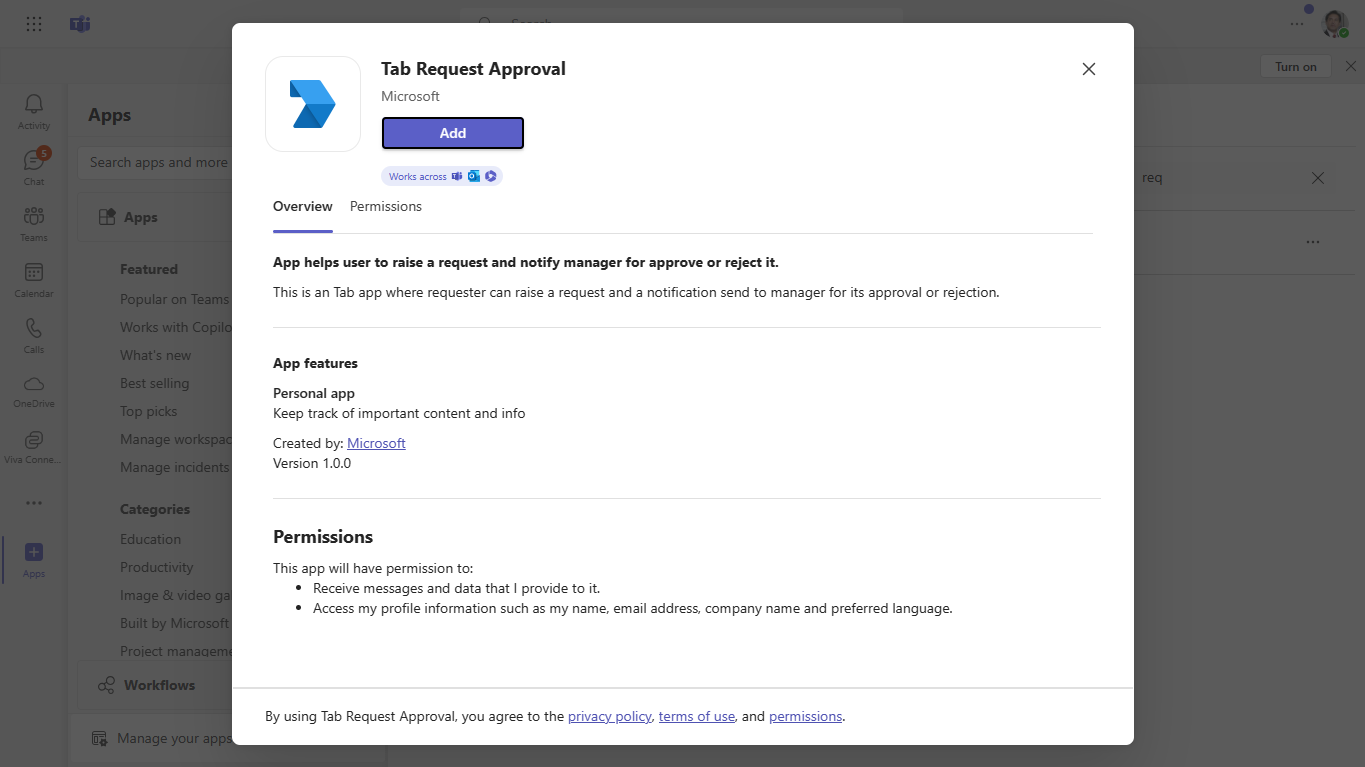 Search
Turn on
Activity
5
Chat
Teams
Calendar
Calls
OneDrive
Viva Conne...
Apps
Apps
Search apps and more
Apps
Featured
Popular on Teams
Works with Copilo
What's new
Best selling
Top picks
Manage workspac
Manage incidents
Categories
Education
Productivity
Image & video ga
Built by Microsoft
Project manageme
Workflows
Manage your apps
Tab Request Approval
Microsoft
Add
Works across
Overview Permissions
App helps user to raise a request and notify manager for approve or reject it.
This is an Tab app where requester can raise a request and a notification send to manager for its approval or rejection.
App features
Personal app
Keep track of important content and info
Created by: Microsoft
Version 1.0.0
Permissions
This app will have permission to:
• Receive messages and data that I provide to it.
• Access my profile information such as my name, email address, company name and preferred language.
By using Tab Request Approval, you agree to the privacy policy, terms of use, and permissions.
req